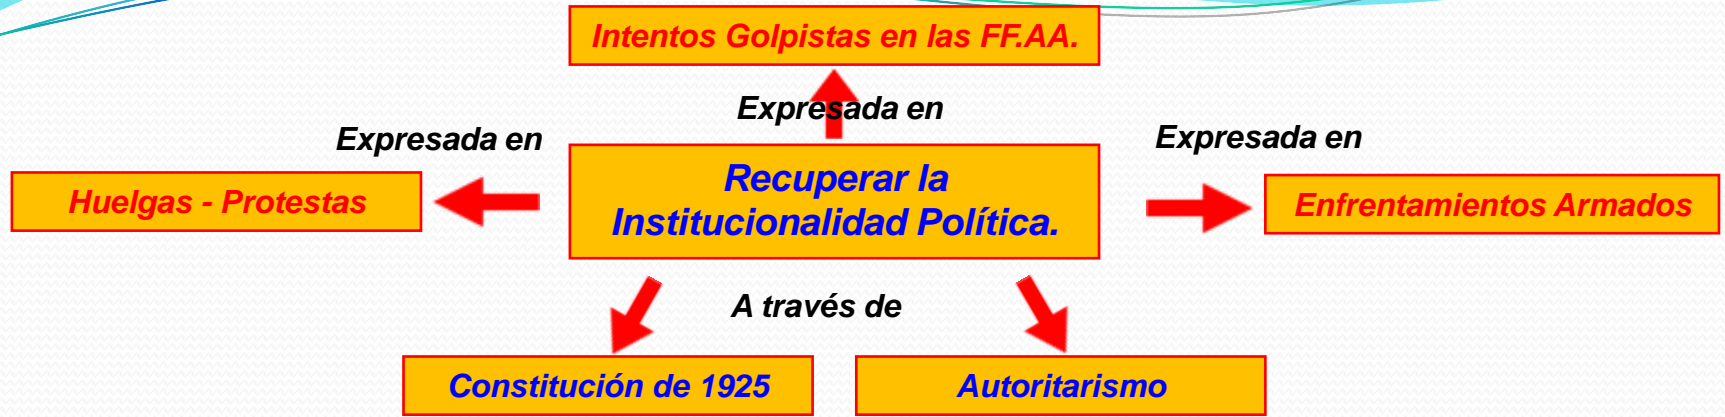 Intentos Golpistas en las FF.AA.
Expresada en
Expresada en
Expresada en
Huelgas - Protestas
Recuperar la
Institucionalidad Política.
Enfrentamientos Armados
A través de
Constitución de 1925
Autoritarismo